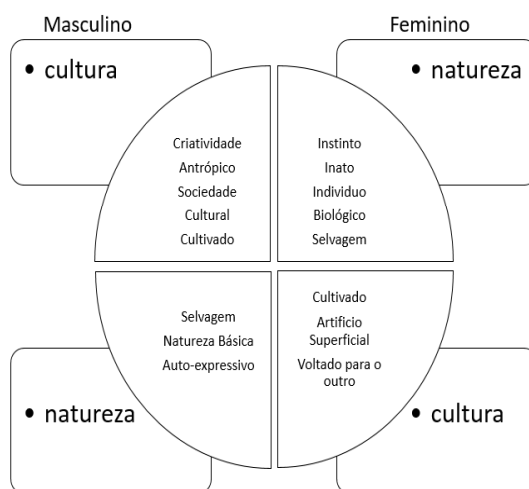 Masculino
Feminino
• cultura
• natureza
Criatividade
Antrópico
Sociedade
Cultural
Cultivado
Instinto
Inato
Individuo
Biológico
Selvagem
Selvagem
Natureza Básica
Auto-expressivo
Cultivado
Artificio
Superficial
Voltado para o
outro
• natureza
• cultura